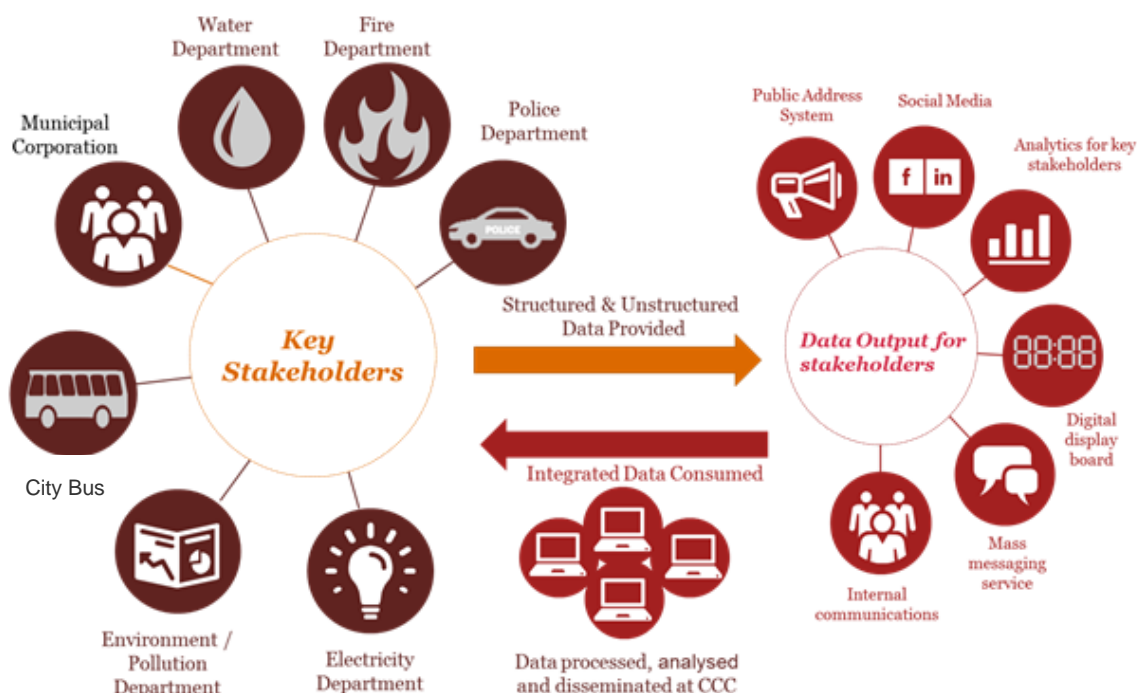 Water
Department
Fire
Department
Police
Department
Municipal
Corporation
POLICE
Key
Stakeholders
City Bus
Environment /
Pollution
Department
Electricity
Department
Structured & Unstructured
Data Provided
Integrated Data Consumed
Data processed, analysed
and disseminated at CCC
Public Address
System
Social Media
f in
Analytics for key
stakeholders
Data Output for
stakeholders
88:88
Digital
display
board
Mass
messaging
service
Internal
communications